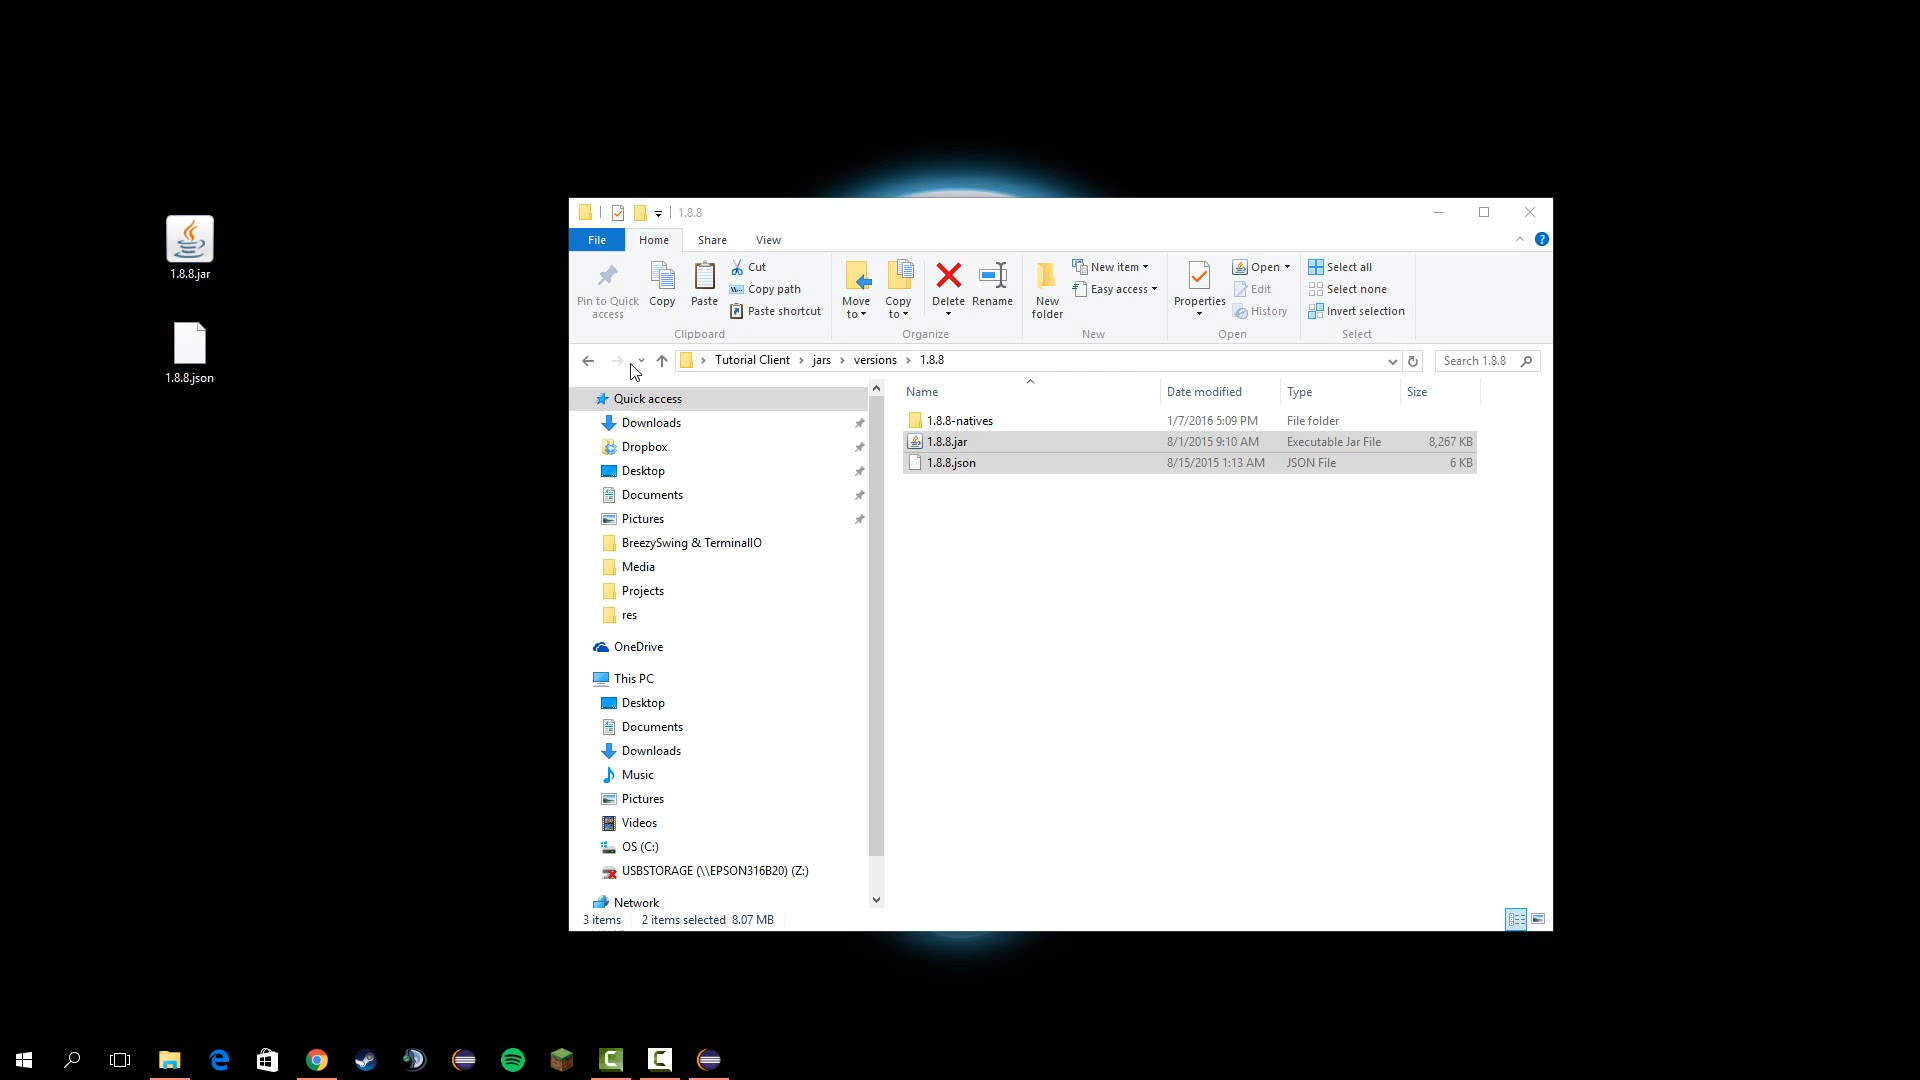 1.8.8.jar
1.8.8.json
1.8.8
File Home Share View
Pin to Quick access
Copy
Paste
Cut
Copy path
Paste shortcut
Clipboard
Move to
Copy to
Delete
Rename
Organize
New folder
New item
Easy access
New
Properties
Open
Edit
History
Open
Select all
Select none
Invert selection
Select
Tutorial Client jars versions 1.8.8
Search 1.8.8
Quick access
Downloads
Dropbox
Desktop
Documents
Pictures
BreezySwing & TerminalIO
Media
Projects
res
OneDrive
This PC
Desktop
Documents
Downloads
Music
Pictures
Videos
OS (C:)
USBSTORAGE (\\EPSON316B20) (Z:)
Network
Name Date modified Type Size
1.8.8-natives 1/7/2016 5:09 PM File folder
1.8.8.jar 8/1/2015 9:10 AM Executable Jar File 8,267 KB
1.8.8.json 8/15/2015 1:13 AM JSON File 6 KB
3 items 2 items selected 8.07 MB